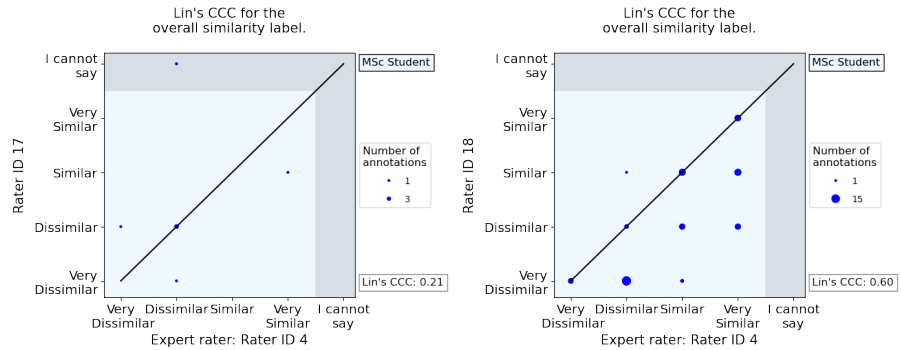 Lin's CCC for the
overall similarity label.
I cannot
say
Very
Similar
Similar
Dissimilar
Very
Dissimilar
Rater ID 17
Very
Dissimilar
Dissimilar
Similar
Very
Similar
I cannot
say
Expert rater: Rater ID 4
MSc Student
Number of
annotations
1
3
Lin's CCC: 0.21
Lin's CCC for the
overall similarity label.
I cannot
say
Very
Similar
Similar
Dissimilar
Very
Dissimilar
Rater ID 18
Very
Dissimilar
Dissimilar
Similar
Very
Similar
I cannot
say
Expert rater: Rater ID 4
MSc Student
Number of
annotations
1
15
Lin's CCC: 0.60